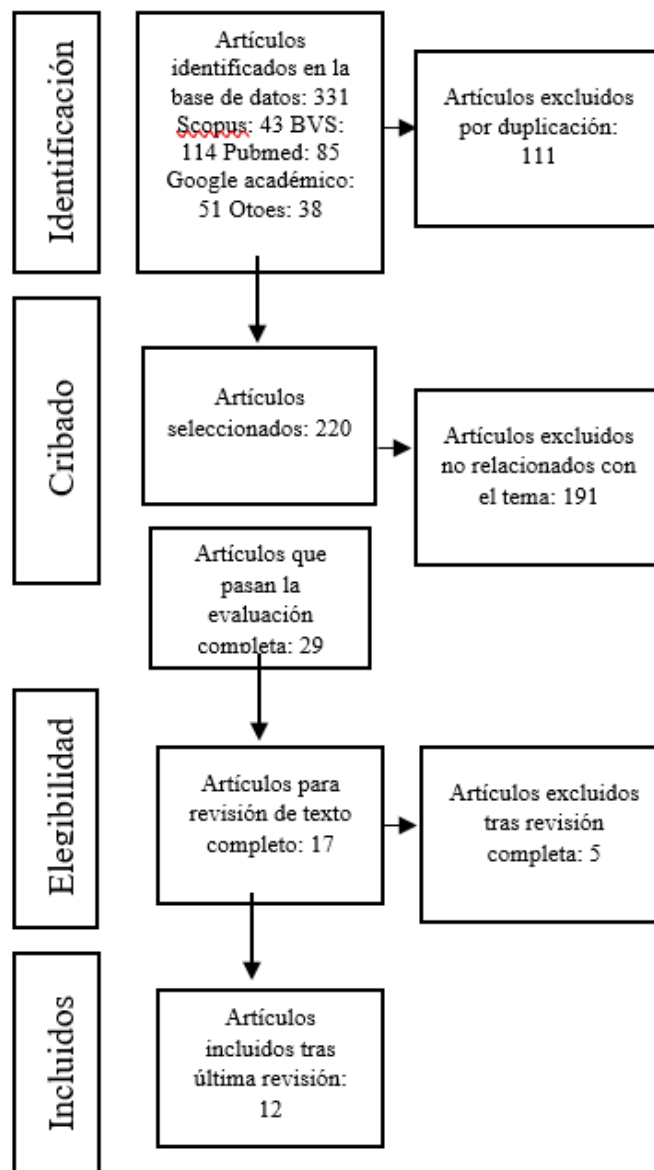 Identificación
Artículos
identificados en la
base de datos: 331
Scopus: 43 BVS:
114 Pubmed: 85
Google académico:
51 Otoes: 38
Artículos excluidos
por duplicación:
111
Cribado
Artículos
seleccionados: 220
Artículos excluidos
no relacionados con
el tema: 191
Artículos que
pasan la
evaluación
completa: 29
Elegibilidad
Artículos para
revisión de texto
completo: 17
Artículos excluidos
tras revisión
completa: 5
Incluidos
Artículos
incluidos tras
última revisión:
12